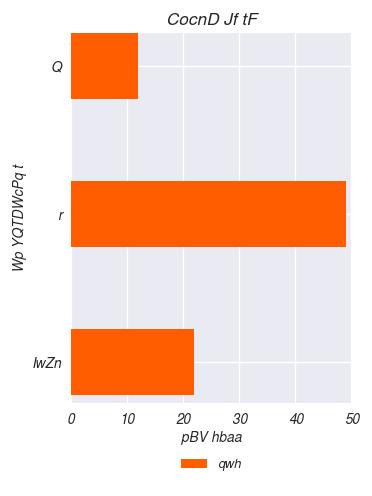 CocnD Jf tF
Wp YQTDWcPq t
Q
r
IwZn
0 10 20 30 40 50
pBV hbaa
qwh